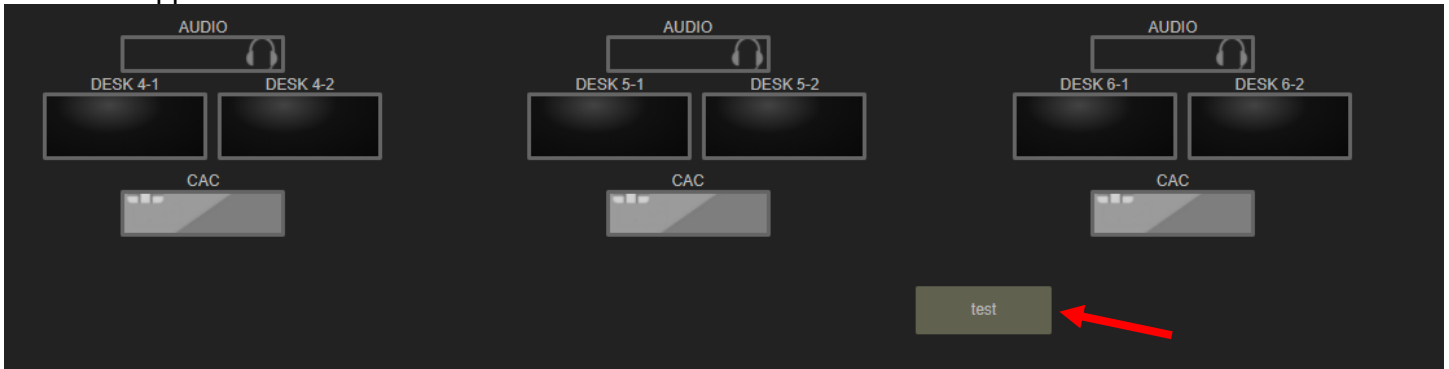 AUDIO AUDIO AUDIO
DESK 4-1 DESK 4-2 DESK 5-1 DESK 5-2 DESK 6-1 DESK 6-2
CAC CAC CAC
test